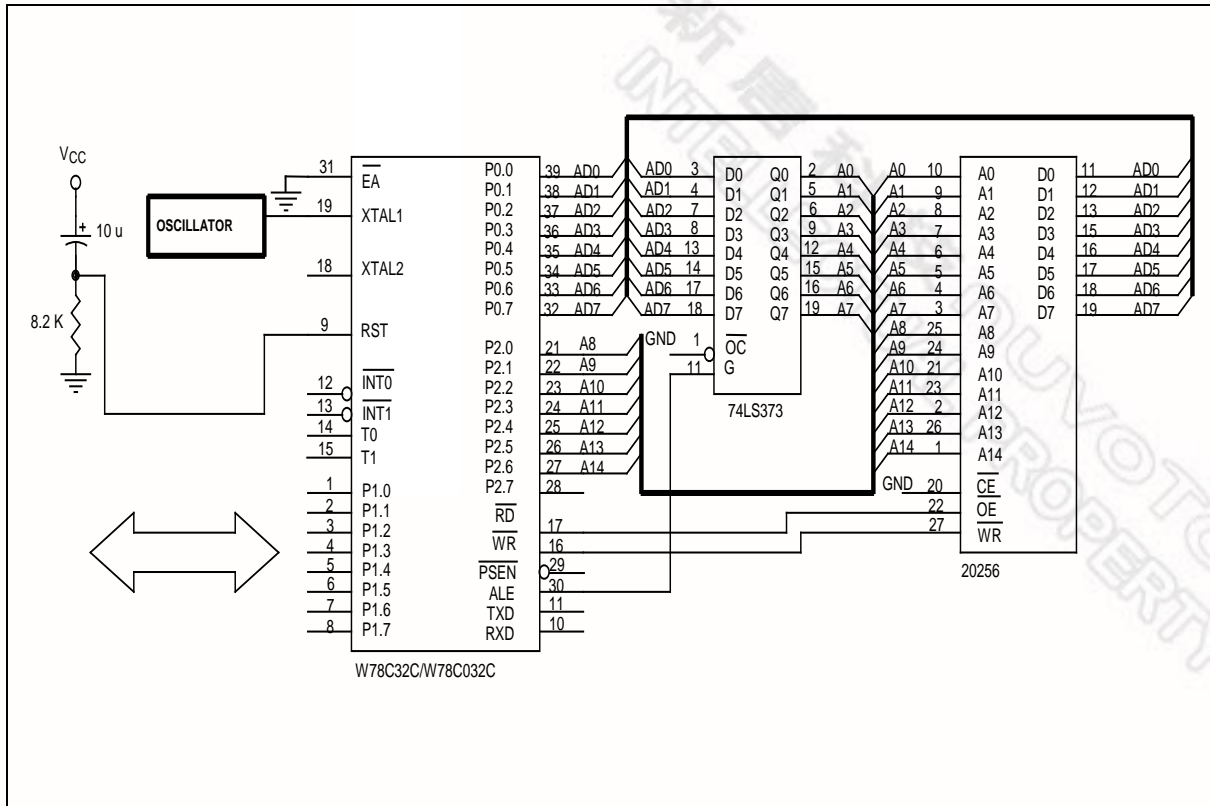 新唐科技 NUVOTON
INTELLECTUAL PROPERTY
VCC
+
10 u
8.2 K
OSCILLATOR
31 EA
19 XTAL1
18 XTAL2
9 RST
12 INT0
13 INT1
14 T0
15 T1
1 P1.0
2 P1.1
3 P1.2
4 P1.3
5 P1.4
6 P1.5
7 P1.6
8 P1.7
P0.0 39 AD0
P0.1 38 AD1
P0.2 37 AD2
P0.3 36 AD3
P0.4 35 AD4
P0.5 34 AD5
P0.6 33 AD6
P0.7 32 AD7
P2.0 21 A8
P2.1 22 A9
P2.2 23 A10
P2.3 24 A11
P2.4 25 A12
P2.5 26 A13
P2.6 27 A14
P2.7 28
RD 17
WR 16
PSEN 29
ALE 30
TXD 11
RXD 10
W78C32C/W78C032C
AD0 3 D0 Q0 2 A0
AD1 4 D1 Q1 5 A1
AD2 7 D2 Q2 6 A2
AD3 8 D3 Q3 9 A3
AD4 13 D4 Q4 12 A4
AD5 14 D5 Q5 15 A5
AD6 17 D6 Q6 16 A6
AD7 18 D7 Q7 19 A7
GND 1 OC
11 G
74LS373
A0 10 A0 D0 11 AD0
A1 9 A1 D1 12 AD1
A2 8 A2 D2 13 AD2
A3 7 A3 D3 15 AD3
A4 6 A4 D4 16 AD4
A5 5 A5 D5 17 AD5
A6 4 A6 D6 18 AD6
A7 3 A7 D7 19 AD7
A8 25 A8
A9 24 A9
A10 21 A10
A11 23 A11
A12 2 A12
A13 26 A13
A14 1 A14
GND 20 CE
22 OE
27 WR
20256